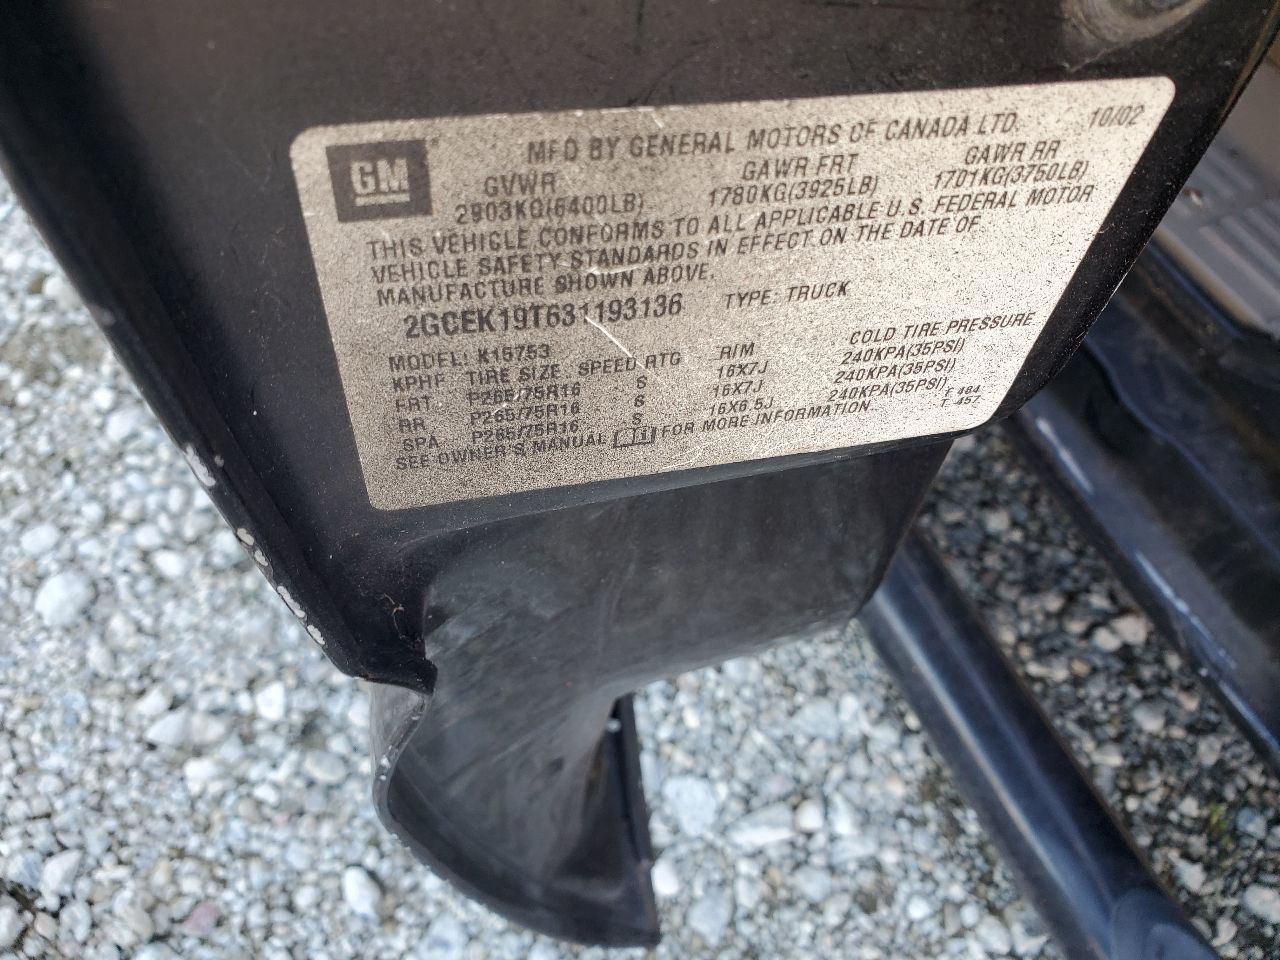 GM
MFD BY GENERAL MOTORS OF CANADA LTD. 10/02
GVWR GAWR FRT GAWR RR
2903KG(6400LB) 1780KG(3925LB) 1701KG(3750LB)
THIS VEHICLE CONFORMS TO ALL APPLICABLE U.S. FEDERAL MOTOR
VEHICLE SAFETY STANDARDS IN EFFECT ON THE DATE OF
MANUFACTURE SHOWN ABOVE.
2GCEK19T631193136 TYPE: TRUCK
MODEL: K15753
KPHF TIRE SIZE SPEED RTG RIM COLD TIRE PRESSURE
FRT P265/75R16 S 16X7J 240KPA(35PSI)
RR P265/75R16 S 16X7J 240KPA(35PSI)
SPA P265/75R16 S 16X6.5J 240KPA(35PSI)
SEE OWNER'S MANUAL FOR MORE INFORMATION. T 457